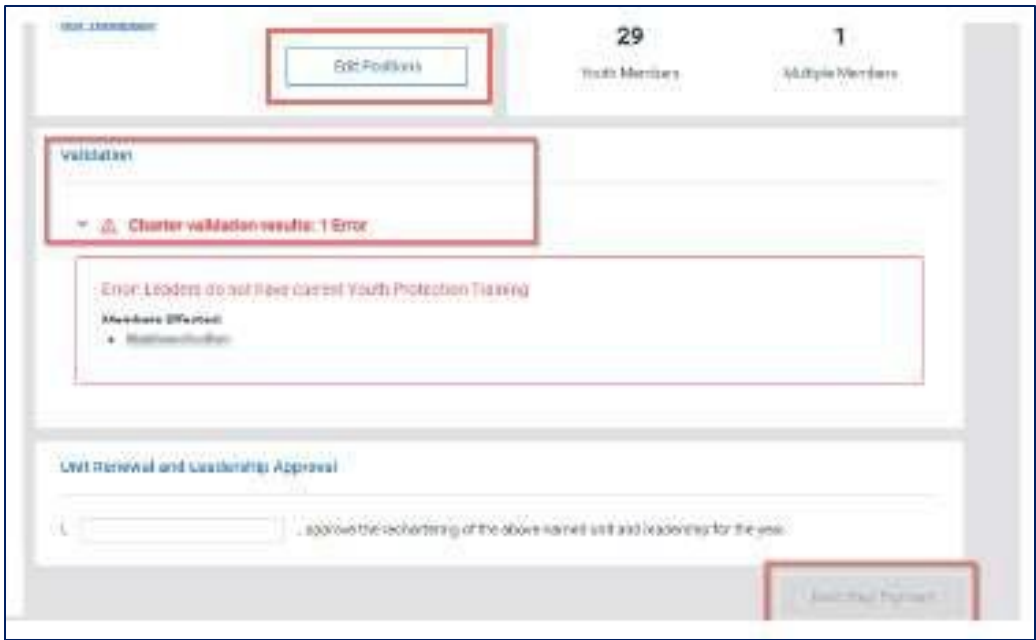 29
1
Edit Positions
Youth Members
Multiple Members
Validation
Charter validation results: 1 Error
Error: Leaders do not have current Youth Protection Training
Members Effected
Unit Renewal and Leadership Approval
I,
, approve the rechartering of the above named unit and leadership for the year.